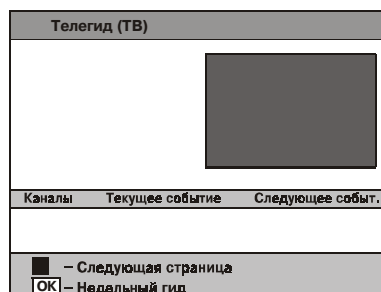 Телегид (ТВ)
Каналы Текущее событие Следующее событ.
– Следующая страница
OK – Недельный гид